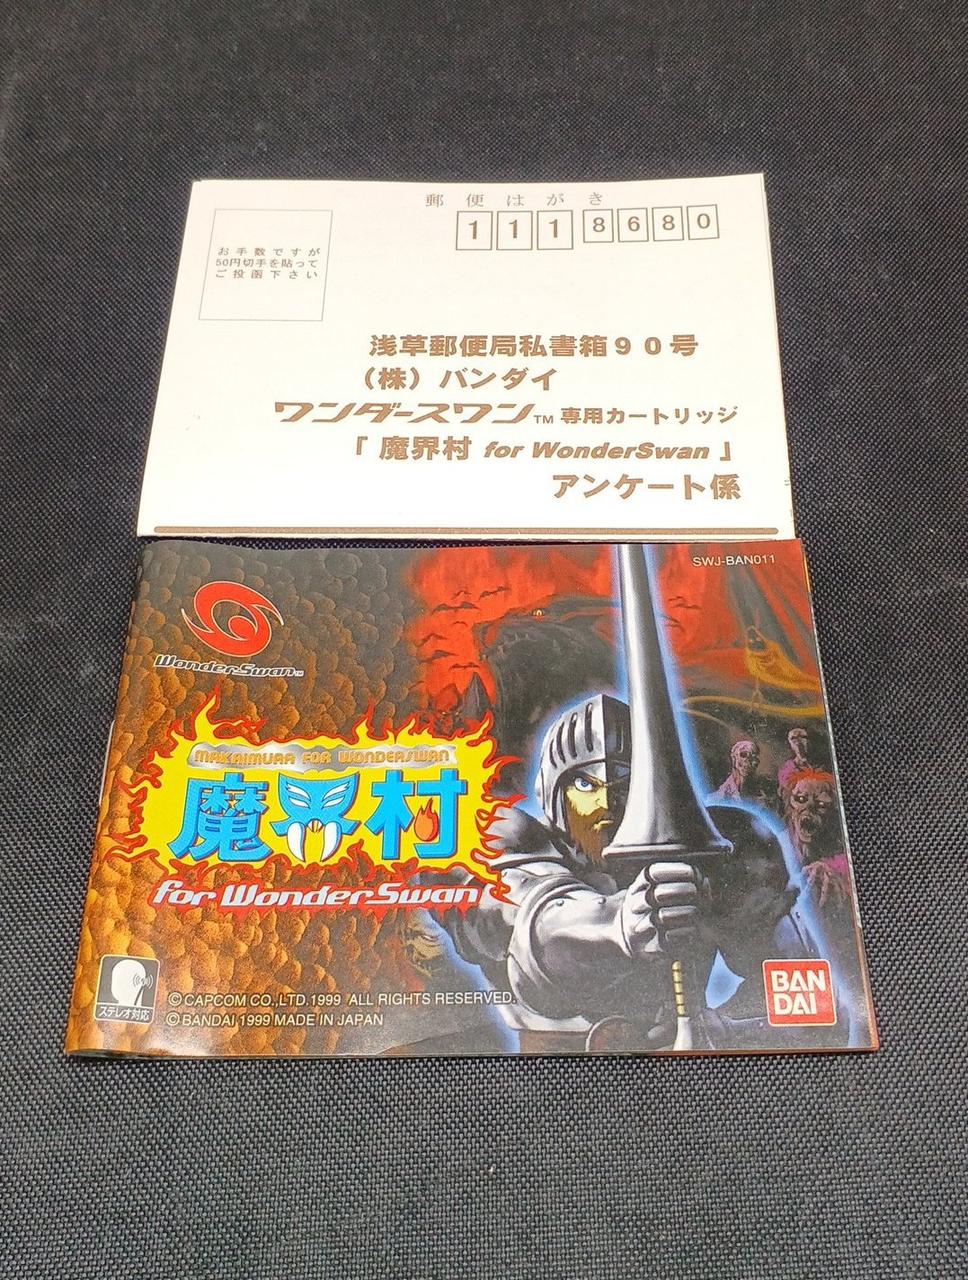 郵便はがき
111 8680
お手数ですが
50円切手を貼って
ご投函下さい
浅草郵便局私書箱90号
(株)バンダイ
ワンダースワン™専用カートリッジ
『魔界村 for WonderSwan』
アンケート係
SWJ-BAN011
WonderSwan™
MAKAIMURA FOR WONDERSWAN
魔界村
for WonderSwan
ステレオ対応
©CAPCOM CO.,LTD.1999 ALL RIGHTS RESERVED.
©BANDAI 1999 MADE IN JAPAN
BAN
DAI